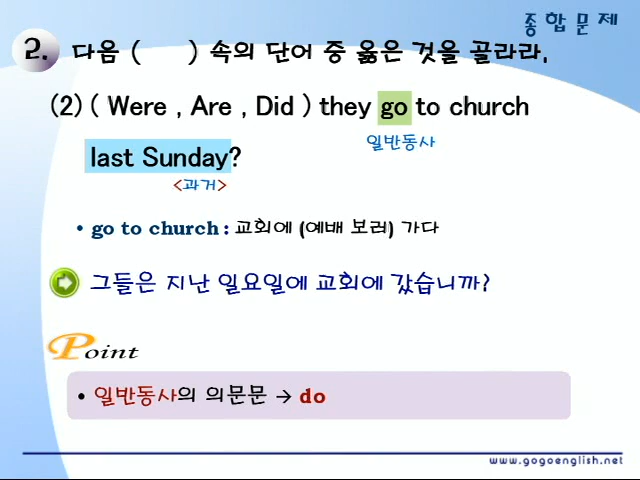 종합문제
2. 다음 (      ) 속의 단어 중 옳은 것을 골라라.
(2) ( Were , Are , Did ) they go to church
일반동사
last Sunday?
<과거>
• go to church : 교회에 (예배 보러) 가다
그들은 지난 일요일에 교회에 갔습니까?
Point
• 일반동사의 의문문 → do
www.gogoenglish.net